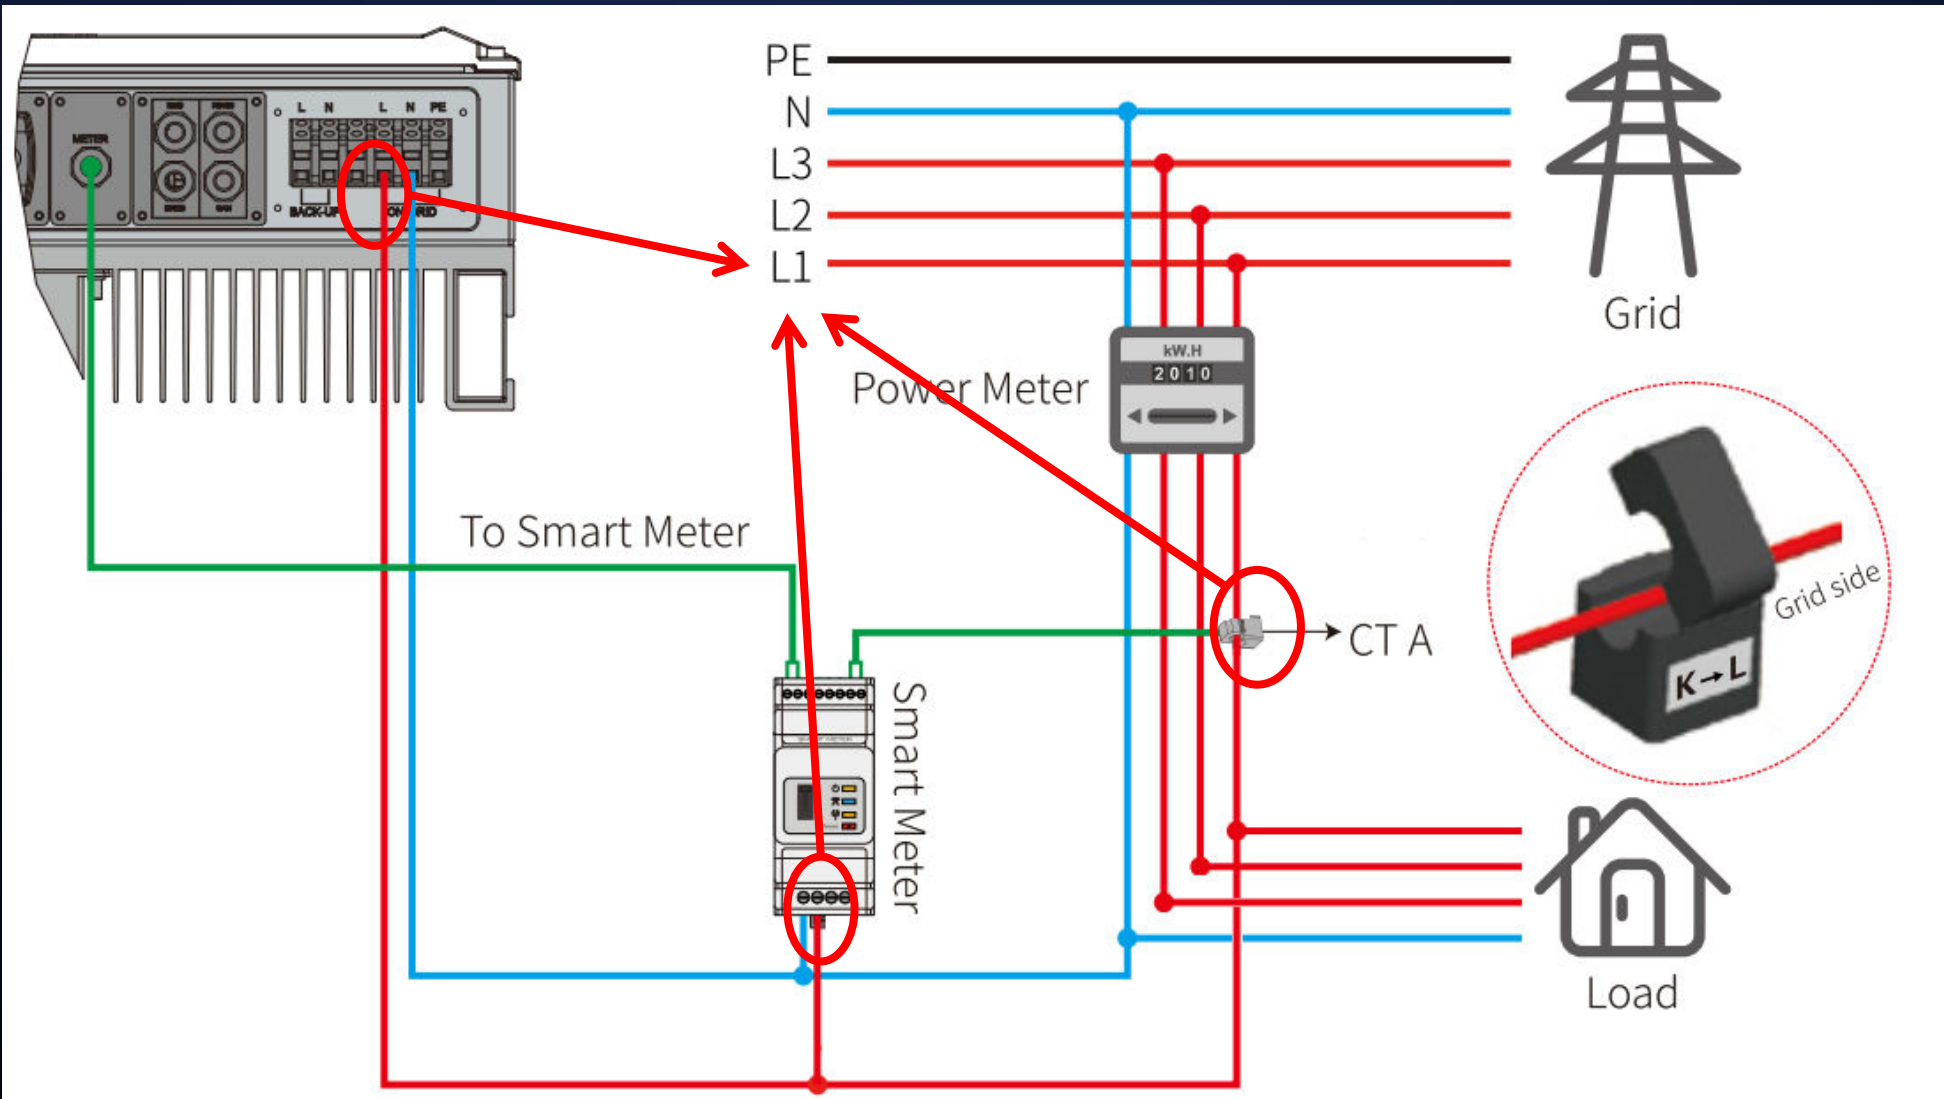 METER
L N L N PE
BACK-UP
ON-GRID
PE
N
L3
L2
L1
Grid
kW.H
2010
Power Meter
To Smart Meter
Smart Meter
CT A
Grid side
K→L
Load